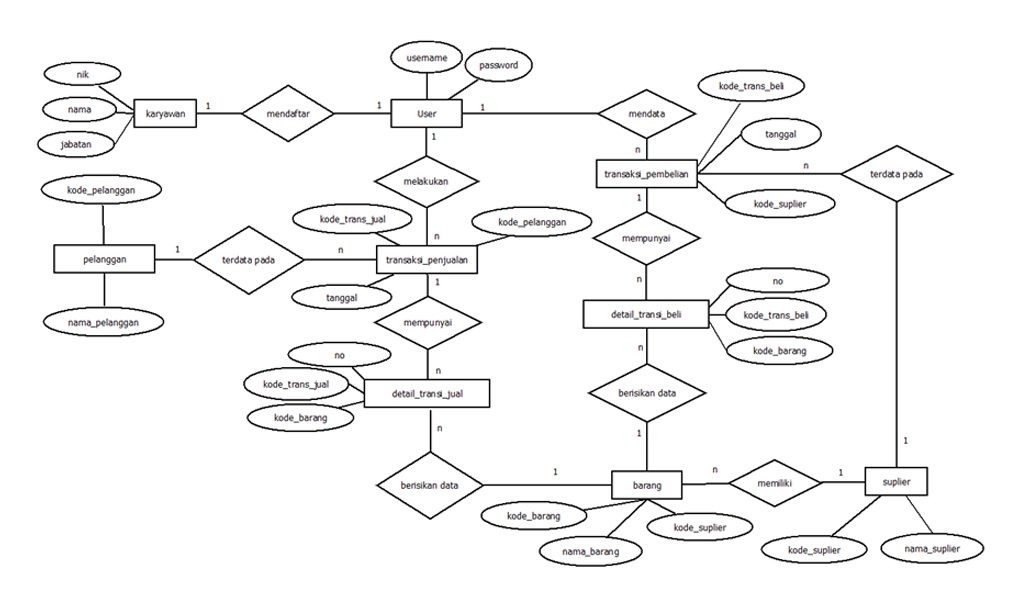 username
password
nik
kode_trans_beli
nama
karyawan
1
mendaftar
1
User
1
mendata
jabatan
tanggal
1
n
kode_pelanggan
melakukan
transaksi_pembelian
n
terdata pada
1
kode_suplier
kode_trans_jual
kode_pelanggan
n
mempunyai
pelanggan
1
terdata pada
n
transaksi_penjualan
1
n
no
tanggal
nama_pelanggan
mempunyai
detail_transi_beli
kode_trans_beli
n
kode_barang
no
n
kode_trans_jual
detail_transi_jual
berisikan data
kode_barang
n
1
1
berisikan data
1
barang
n
memiliki
1
suplier
kode_barang
kode_suplier
nama_barang
kode_suplier
nama_suplier